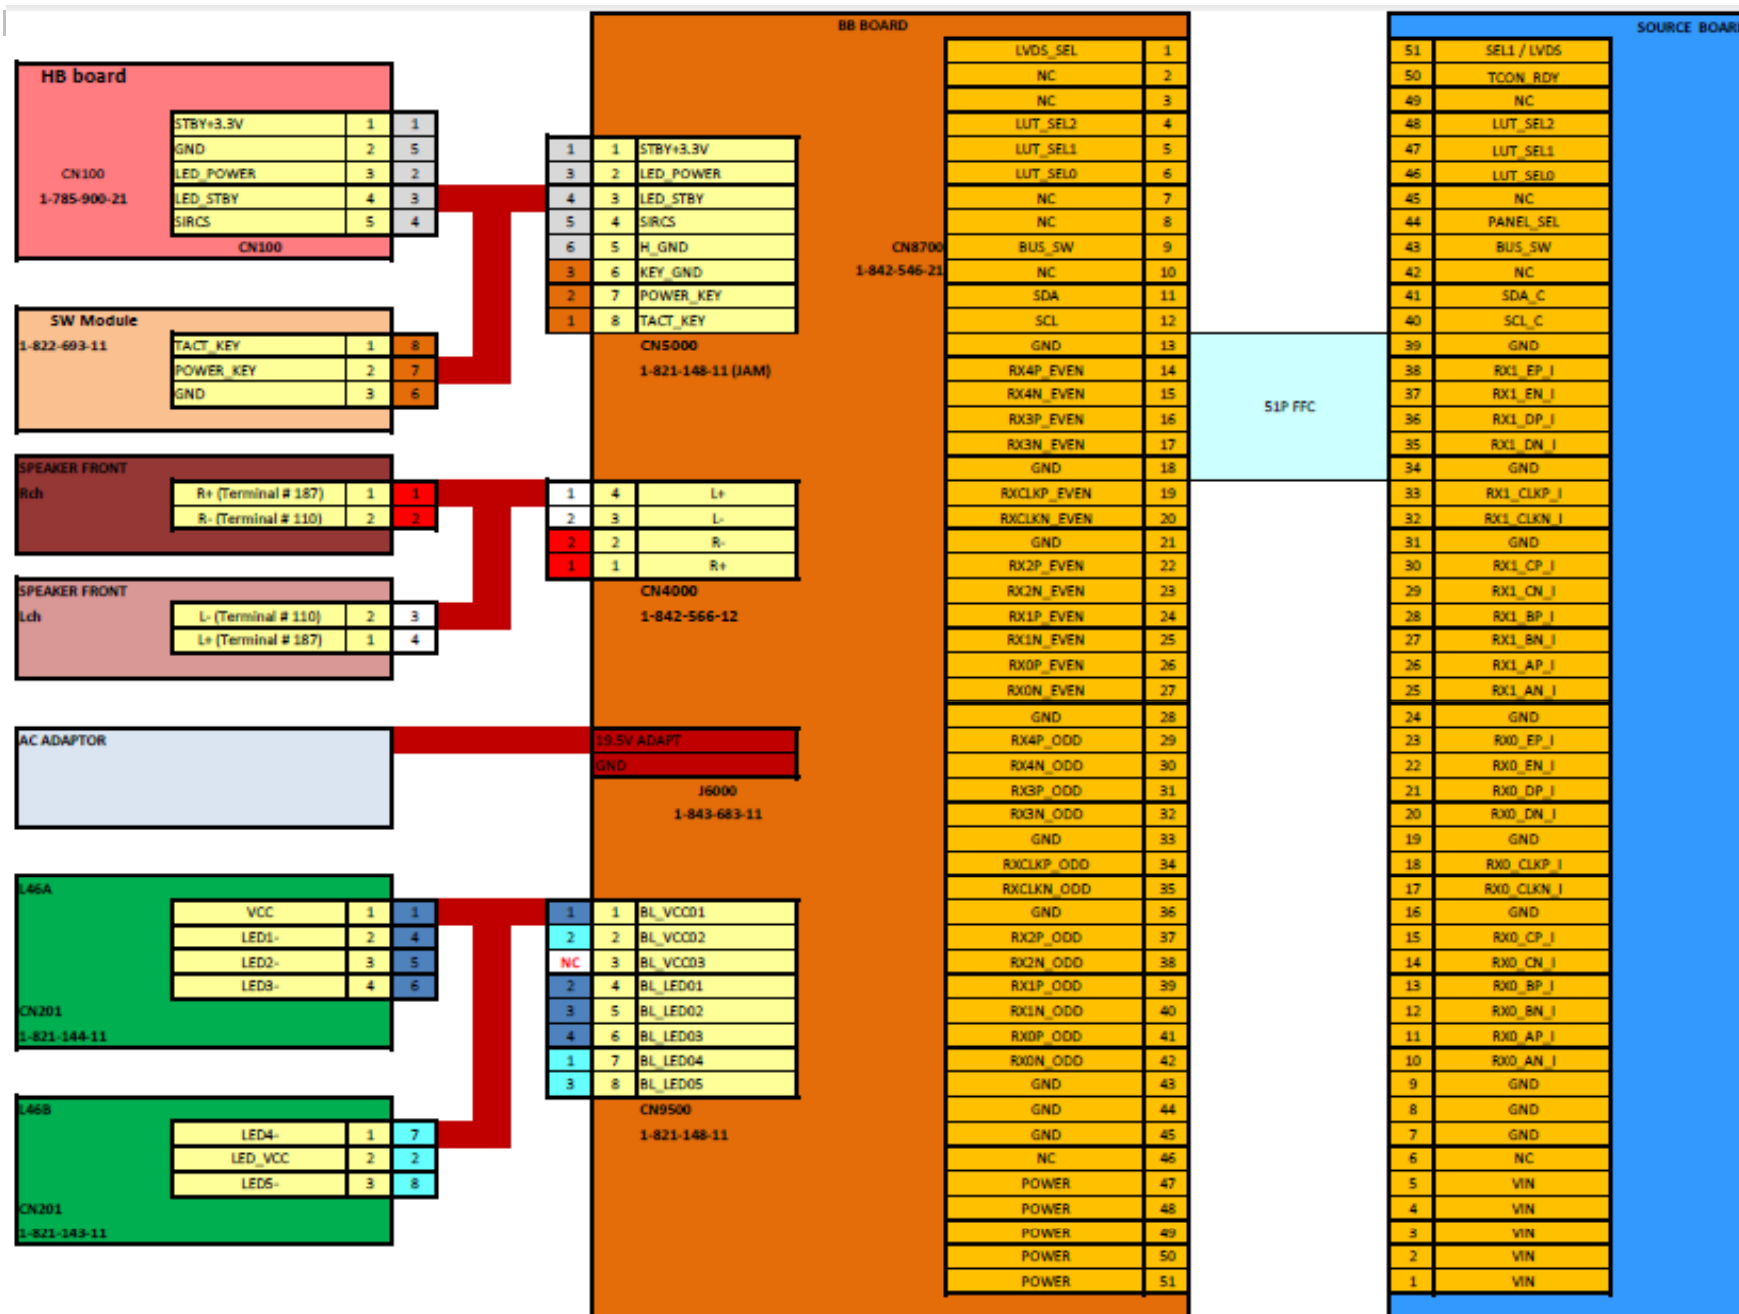 BB BOARD
SOURCE BOAR
HB board
CN100
1-785-900-21
STBY+3.3V 1 1
GND 2 5
LED_POWER 3 2
LED_STBY 4 3
SIRCS 5 4
CN100
SW Module
1-822-693-11
TACT_KEY 1 8
POWER_KEY 2 7
GND 3 6
SPEAKER FRONT
Rch
R+ (Terminal # 187) 1 1
R- (Terminal # 110) 2 2
SPEAKER FRONT
Lch
L- (Terminal # 110) 2 3
L+ (Terminal # 187) 1 4
AC ADAPTOR
L46A
VCC 1 1
LED1- 2 4
LED2- 3 5
LED3- 4 6
CN201
1-821-144-11
L46B
LED4- 1 7
LED_VCC 2 2
LED5- 3 8
CN201
1-821-143-11
1 1 STBY+3.3V
3 2 LED_POWER
4 3 LED_STBY
5 4 SIRCS
6 5 H_GND
3 6 KEY_GND
2 7 POWER_KEY
1 8 TACT_KEY
CN5000
1-821-148-11 (JAM)
1 4 L+
2 3 L-
2 2 R-
1 1 R+
CN4000
1-842-566-12
19.5V ADAPT
GND
J6000
1-843-683-11
1 1 BL_VCC01
2 2 BL_VCC02
NC 3 BL_VCC03
2 4 BL_LED01
3 5 BL_LED02
4 6 BL_LED03
1 7 BL_LED04
3 8 BL_LED05
CN9500
1-821-148-11
CN8700
1-842-546-21
LVDS_SEL 1
NC 2
NC 3
LUT_SEL2 4
LUT_SEL1 5
LUT_SEL0 6
NC 7
NC 8
BUS_SW 9
NC 10
SDA 11
SCL 12
GND 13
RX4P_EVEN 14
RX4N_EVEN 15
RX3P_EVEN 16
RX3N_EVEN 17
GND 18
RXCLKP_EVEN 19
RXCLKN_EVEN 20
GND 21
RX2P_EVEN 22
RX2N_EVEN 23
RX1P_EVEN 24
RX1N_EVEN 25
RX0P_EVEN 26
RX0N_EVEN 27
GND 28
RX4P_ODD 29
RX4N_ODD 30
RX3P_ODD 31
RX3N_ODD 32
GND 33
RXCLKP_ODD 34
RXCLKN_ODD 35
GND 36
RX2P_ODD 37
RX2N_ODD 38
RX1P_ODD 39
RX1N_ODD 40
RX0P_ODD 41
RX0N_ODD 42
GND 43
GND 44
GND 45
NC 46
POWER 47
POWER 48
POWER 49
POWER 50
POWER 51
51P FFC
51 SEL1 / LVDS
50 TCON_RDY
49 NC
48 LUT_SEL2
47 LUT_SEL1
46 LUT_SEL0
45 NC
44 PANEL_SEL
43 BUS_SW
42 NC
41 SDA_C
40 SCL_C
39 GND
38 RX1_EP_I
37 RX1_EN_I
36 RX1_DP_I
35 RX1_DN_I
34 GND
33 RX1_CLKP_I
32 RX1_CLKN_I
31 GND
30 RX1_CP_I
29 RX1_CN_I
28 RX1_BP_I
27 RX1_BN_I
26 RX1_AP_I
25 RX1_AN_I
24 GND
23 RX0_EP_I
22 RX0_EN_I
21 RX0_DP_I
20 RX0_DN_I
19 GND
18 RX0_CLKP_I
17 RX0_CLKN_I
16 GND
15 RX0_CP_I
14 RX0_CN_I
13 RX0_BP_I
12 RX0_BN_I
11 RX0_AP_I
10 RX0_AN_I
9 GND
8 GND
7 GND
6 NC
5 VIN
4 VIN
3 VIN
2 VIN
1 VIN